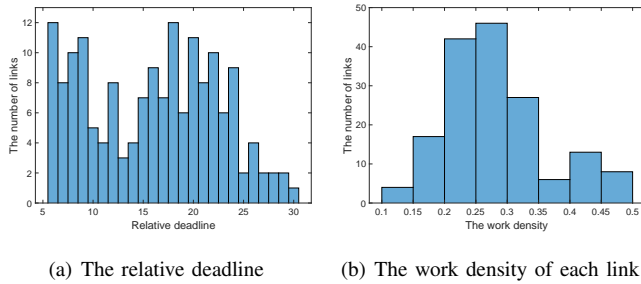 12
10
8
6
4
2
0
The number of links
5 10 15 20 25 30
Relative deadline
(a) The relative deadline
50
40
30
20
10
0
The number of links
0.1 0.15 0.2 0.25 0.3 0.35 0.4 0.45 0.5
The work density
(b) The work density of each link